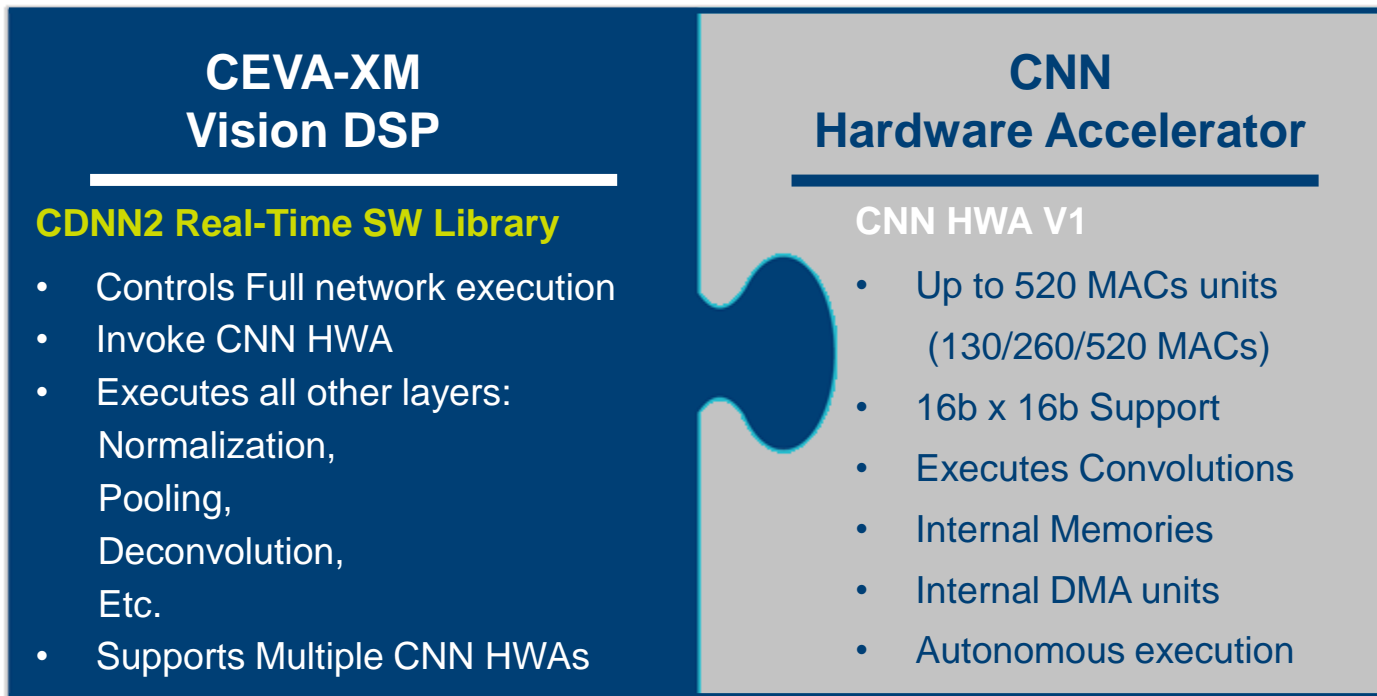 CEVA-XM
Vision DSP
CDNN2 Real-Time SW Library
• Controls Full network execution
• Invoke CNN HWA
• Executes all other layers:
Normalization,
Pooling,
Deconvolution,
Etc.
• Supports Multiple CNN HWAs
CNN
Hardware Accelerator
CNN HWA V1
• Up to 520 MACs units
(130/260/520 MACs)
• 16b x 16b Support
• Executes Convolutions
• Internal Memories
• Internal DMA units
• Autonomous execution